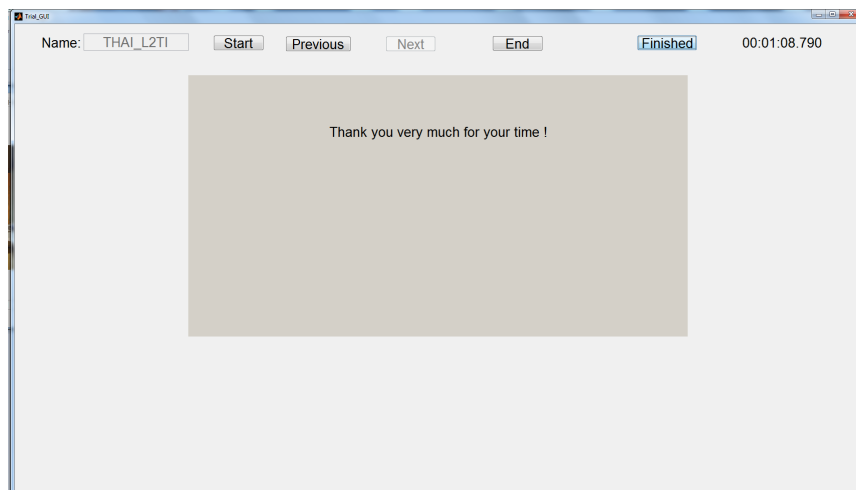 Trial_GUI
Name: THAI_L2TI Start Previous Next End Finished 00:01:08.790
Thank you very much for your time !